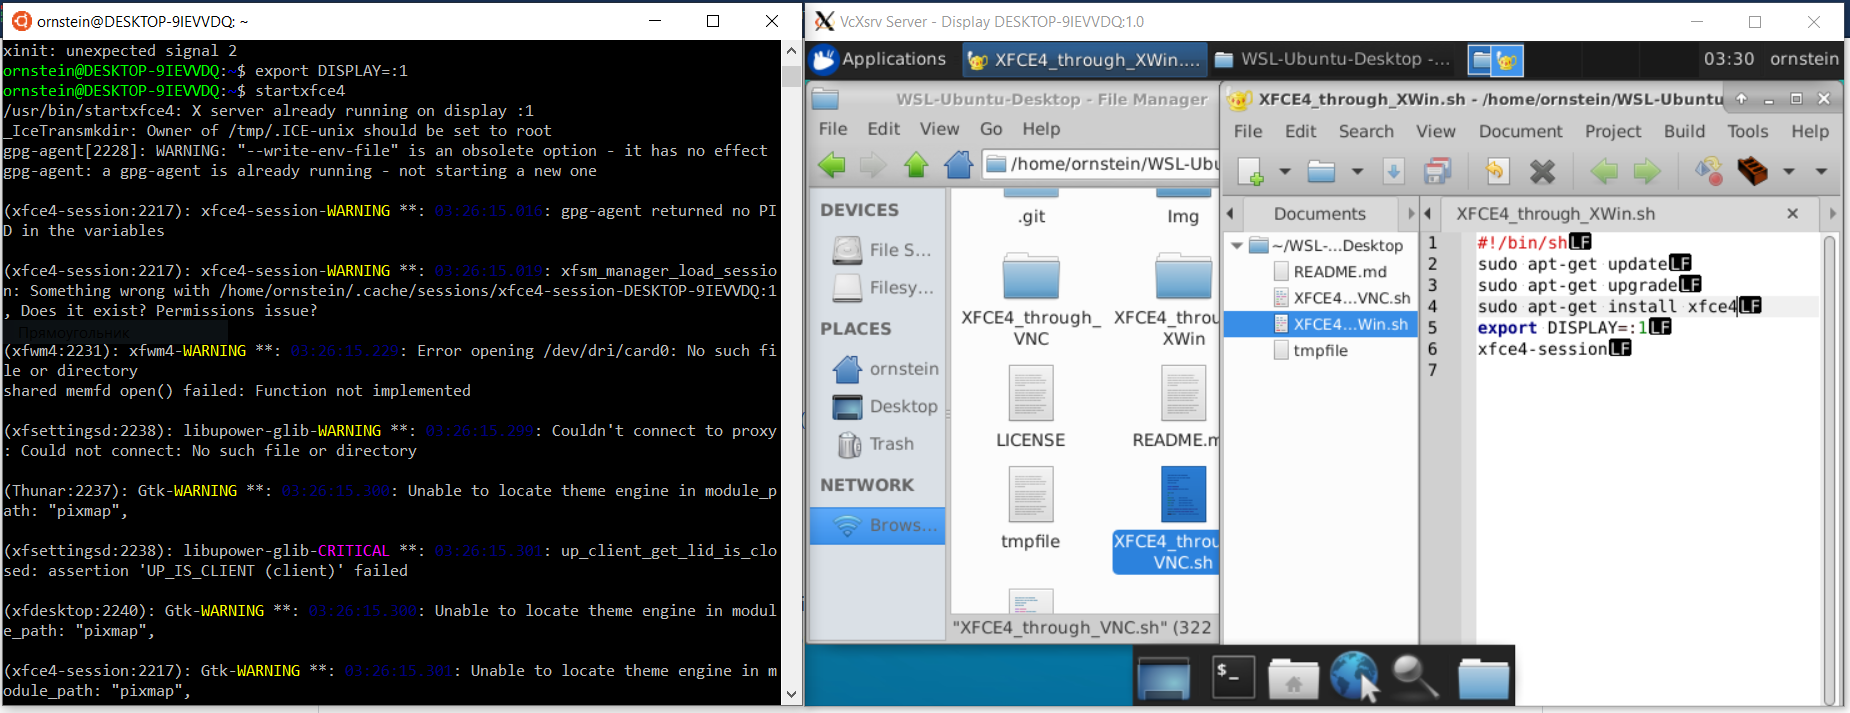 ornstein@DESKTOP-9IEVVDQ: ~
xinit: unexpected signal 2
ornstein@DESKTOP-9IEVVDQ:~$ export DISPLAY=:1
ornstein@DESKTOP-9IEVVDQ:~$ startxfce4
/usr/bin/startxfce4: X server already running on display :1
_IceTransmkdir: Owner of /tmp/.ICE-unix should be set to root
gpg-agent[2228]: WARNING: "--write-env-file" is an obsolete option - it has no effect
gpg-agent: a gpg-agent is already running - not starting a new one
(xfce4-session:2217): xfce4-session-WARNING **: 03:26:15.016: gpg-agent returned no PI
D in the variables
(xfce4-session:2217): xfce4-session-WARNING **: 03:26:15.019: xfsm_manager_load_sessio
n: Something wrong with /home/ornstein/.cache/sessions/xfce4-session-DESKTOP-9IEVVDQ:1
, Does it exist? Permissions issue?
Прямоугольник
(xfwm4:2231): xfwm4-WARNING **: 03:26:15.229: Error opening /dev/dri/card0: No such fi
le or directory
shared memfd open() failed: Function not implemented
(xfsettingsd:2238): libupower-glib-WARNING **: 03:26:15.299: Couldn't connect to proxy
: Could not connect: No such file or directory
(Thunar:2237): Gtk-WARNING **: 03:26:15.300: Unable to locate theme engine in module_p
ath: "pixmap",
(xfsettingsd:2238): libupower-glib-CRITICAL **: 03:26:15.301: up_client_get_lid_is_clo
sed: assertion 'UP_IS_CLIENT (client)' failed
(xfdesktop:2240): Gtk-WARNING **: 03:26:15.300: Unable to locate theme engine in modul
e_path: "pixmap",
(xfce4-session:2217): Gtk-WARNING **: 03:26:15.301: Unable to locate theme engine in m
odule_path: "pixmap",
VcXsrv Server - Display DESKTOP-9IEVVDQ:1.0
Applications XFCE4_through_XWin.... WSL-Ubuntu-Desktop -... 03:30 ornstein
WSL-Ubuntu-Desktop - File Manager
File Edit View Go Help
/home/ornstein/WSL-Ubu
DEVICES
File S...
Filesy...
PLACES
ornstein
Desktop
Trash
NETWORK
Brows...
.git
Img
XFCE4_through_
VNC
XFCE4_throu
XWin
LICENSE
README.m
tmpfile
XFCE4_throu
VNC.sh
"XFCE4_through_VNC.sh" (322
XFCE4_through_XWin.sh - /home/ornstein/WSL-Ubuntu
File Edit Search View Document Project Build Tools Help
Documents
XFCE4_through_XWin.sh
~/WSL-...Desktop
README.md
XFCE4...VNC.sh
XFCE4...Win.sh
tmpfile
1 #!/bin/shLF
2 sudo apt-get updateLF
3 sudo apt-get upgradeLF
4 sudo apt-get install xfce4LF
5 export DISPLAY=:1LF
6 xfce4-sessionLF
7
$_